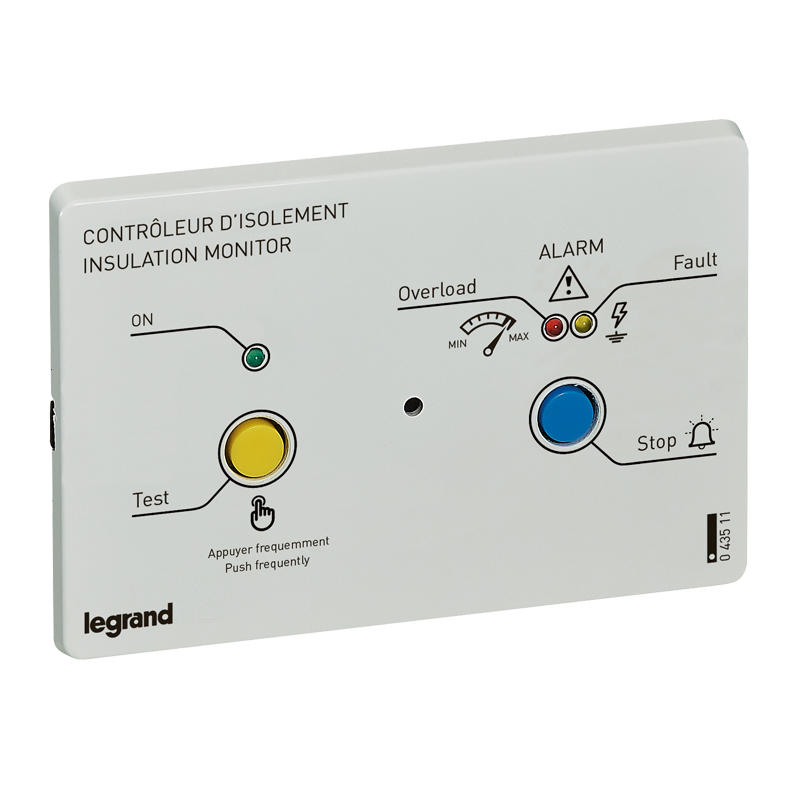 CONTRÔLEUR D'ISOLEMENT
INSULATION MONITOR
ON
Test
Appuyer frequemment
Push frequently
legrand
ALARM
Overload
Fault
MIN
MAX
Stop
0 435 11